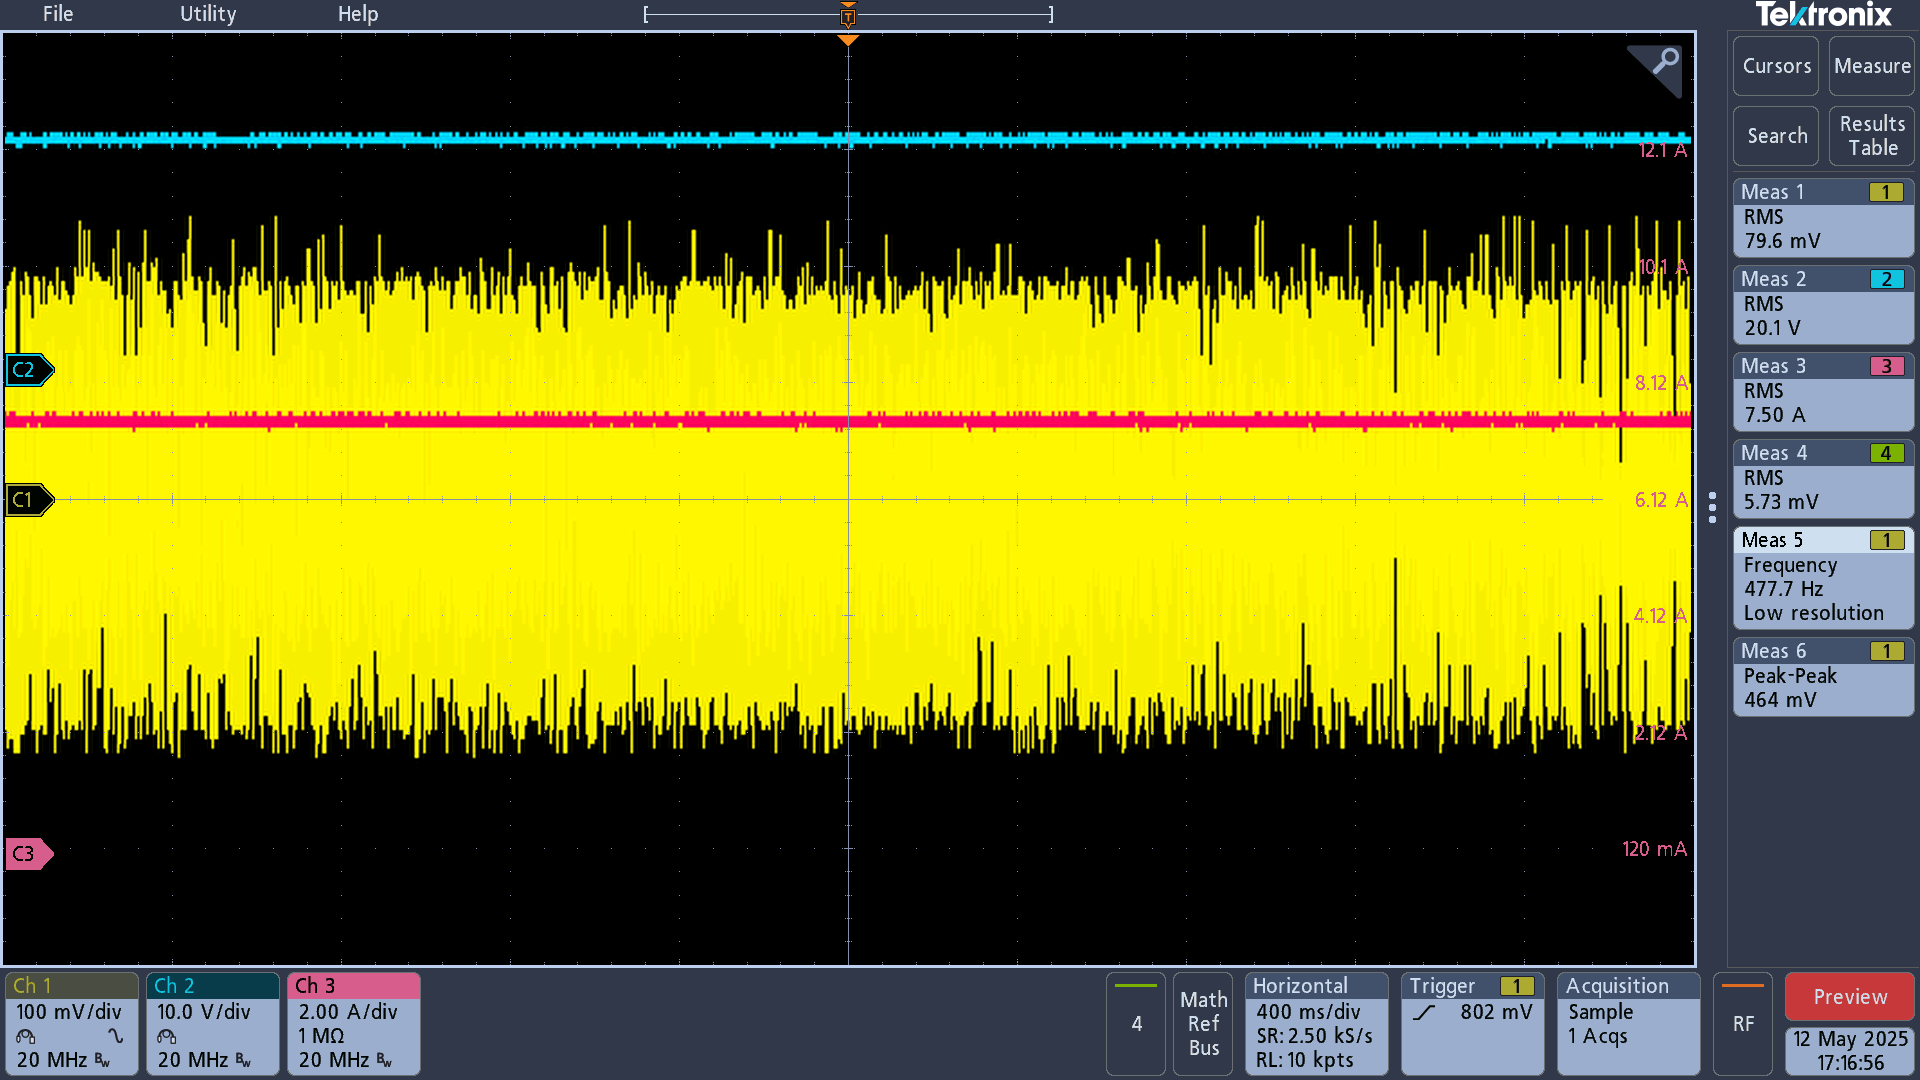 File Utility Help
T
Tektronix
Cursors Measure
Search Results Table
12.1 A
10.1 A
8.12 A
6.12 A
4.12 A
2.12 A
120 mA
C2
C1
C3
Meas 1 1
RMS
79.6 mV
Meas 2 2
RMS
20.1 V
Meas 3 3
RMS
7.50 A
Meas 4 4
RMS
5.73 mV
Meas 5 1
Frequency
477.7 Hz
Low resolution
Meas 6 1
Peak-Peak
464 mV
Ch 1
100 mV/div
20 MHz Bw
Ch 2
10.0 V/div
20 MHz Bw
Ch 3
2.00 A/div
1 MΩ
20 MHz Bw
4
Math
Ref
Bus
Horizontal
400 ms/div
SR: 2.50 kS/s
RL: 10 kpts
Trigger 1
802 mV
Acquisition
Sample
1 Acqs
RF
Preview
12 May 2025
17:16:56